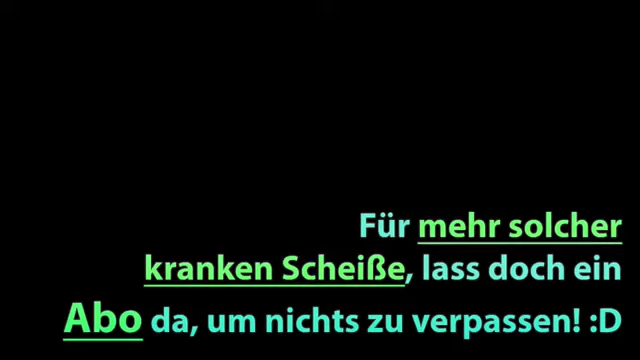 Für mehr solcher
kranken Scheiße, lass doch ein
Abo da, um nichts zu verpassen! :D